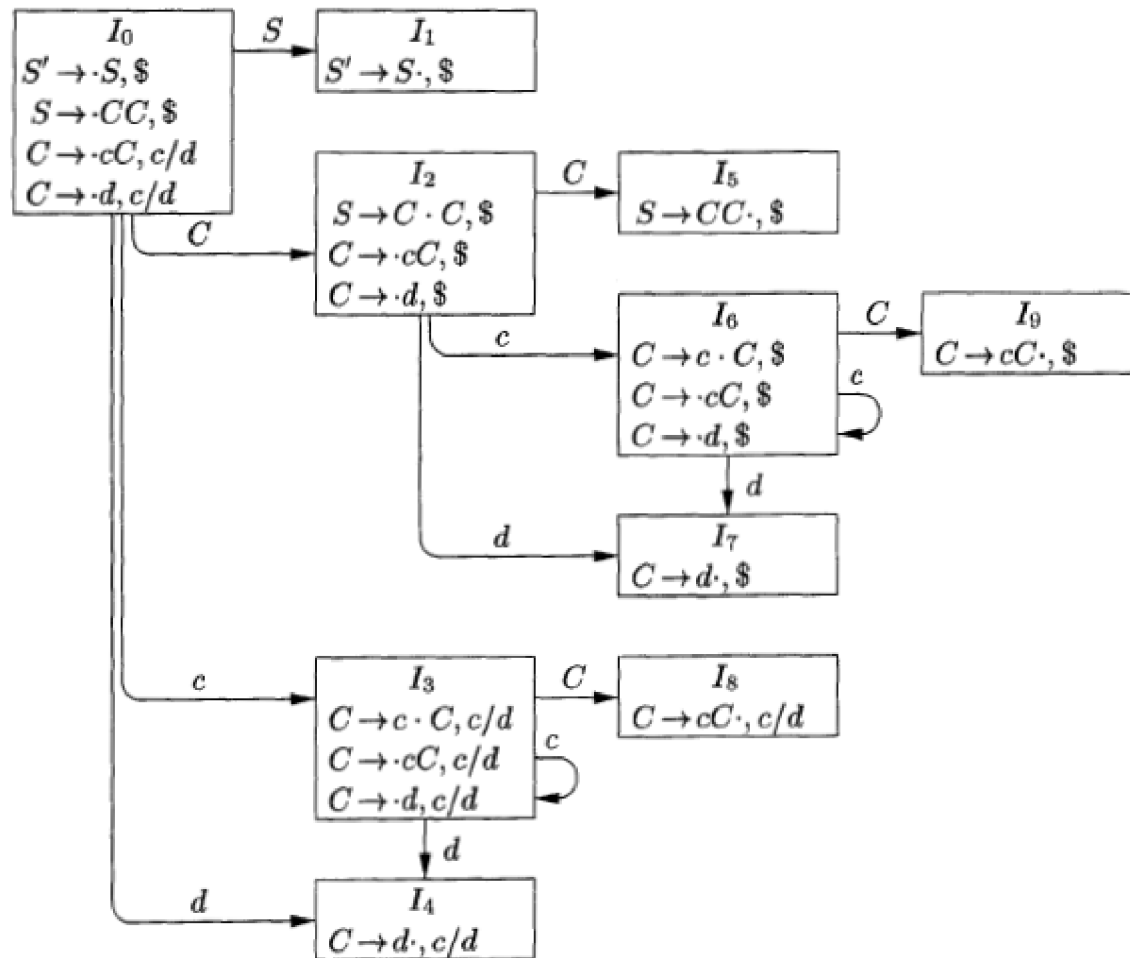 I₀
S′ → ·S, $
S → ·CC, $
C → ·cC, c/d
C → ·d, c/d
S
I₁
S′ → S·, $
C
I₂
S → C · C, $
C → ·cC, $
C → ·d, $
C
I₅
S → CC·, $
c
I₆
C → c · C, $
C → ·cC, $
C → ·d, $
C
I₉
C → cC·, $
c
d
d
I₇
C → d·, $
c
I₃
C → c · C, c/d
C → ·cC, c/d
C → ·d, c/d
C
I₈
C → cC·, c/d
c
d
d
I₄
C → d·, c/d